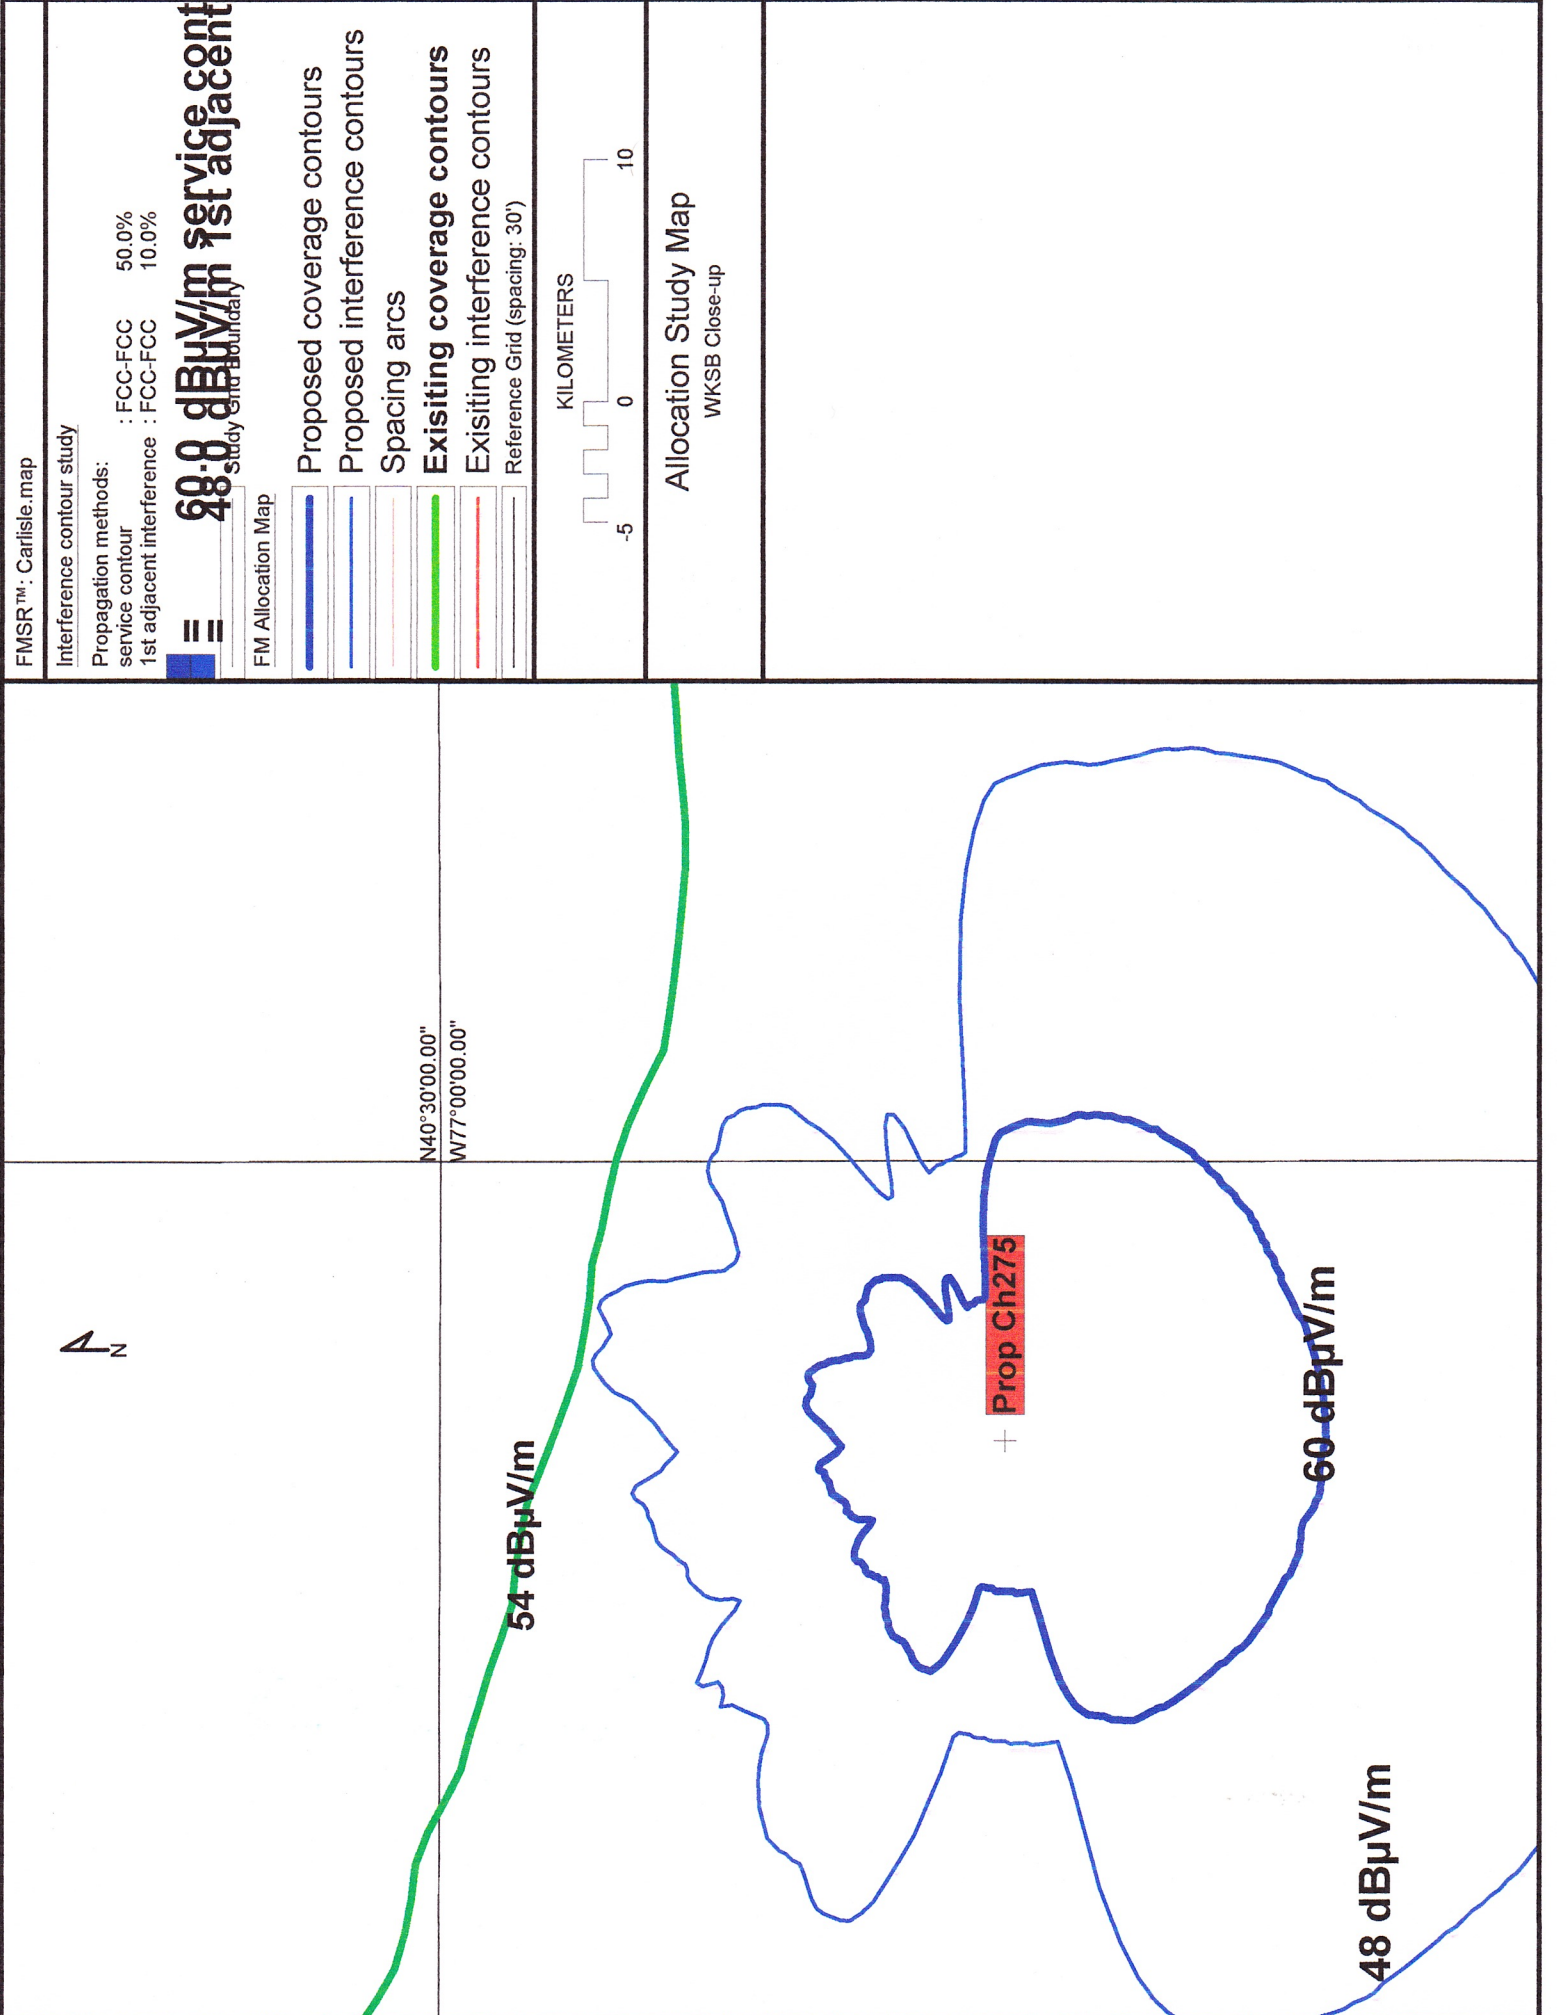 FMSR™: Carlisle.map
Interference contour study
Propagation methods:
service contour : FCC-FCC 50.0%
1st adjacent interference : FCC-FCC 10.0%
= 60.0 dBµV/m service cont
= 48.0 dBµV/m 1st adjacent
Study Grid Boundary
FM Allocation Map
Proposed coverage contours
Proposed interference contours
Spacing arcs
Exisiting coverage contours
Exisiting interference contours
Reference Grid (spacing: 30')
KILOMETERS
-5 0 10
Allocation Study Map
WKSB Close-up
N
N40°30'00.00"
W77°00'00.00"
54 dBµV/m
Prop Ch275
60 dBµV/m
48 dBµV/m